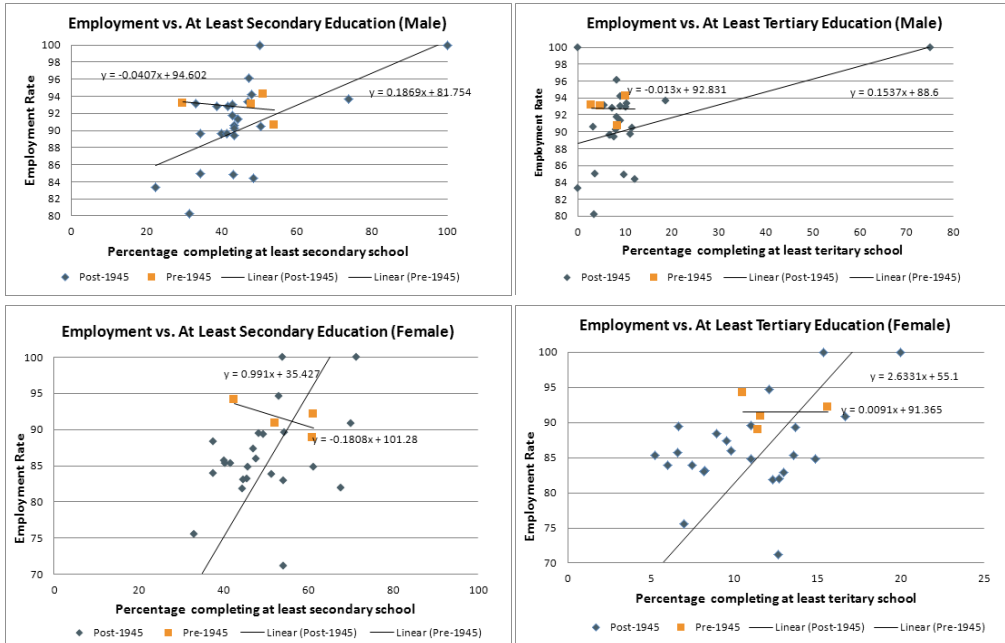 Employment vs. At Least Secondary Education (Male)
Employment Rate
100
98
96
94
92
90
88
86
84
82
80
y = -0.0407x + 94.602
y = 0.1869x + 81.754
0
20
40
60
80
100
Percentage completing at least secondary school
Post-1945
Pre-1945
Linear (Post-1945)
Linear (Pre-1945)
Employment vs. At Least Tertiary Education (Male)
Employment Rate
100
98
96
94
92
90
88
86
84
82
80
y = -0.013x + 92.831
y = 0.1537x + 88.6
0
20
40
60
80
Percentage completing at least teritary school
Post-1945
Pre-1945
Linear (Post-1945)
Linear (Pre-1945)
Employment vs. At Least Secondary Education (Female)
Employment Rate
100
95
90
85
80
75
70
y = 0.991x + 35.427
y = -0.1808x + 101.28
0
20
40
60
80
100
Percentage completing at least secondary school
Post-1945
Pre-1945
Linear (Post-1945)
Linear (Pre-1945)
Employment vs. At Least Tertiary Education (Female)
Employment Rate
100
95
90
85
80
75
70
y = 2.6331x + 55.1
y = 0.0091x + 91.365
0
5
10
15
20
25
Percentage completing at least teritary school
Post-1945
Pre-1945
Linear (Post-1945)
Linear (Pre-1945)